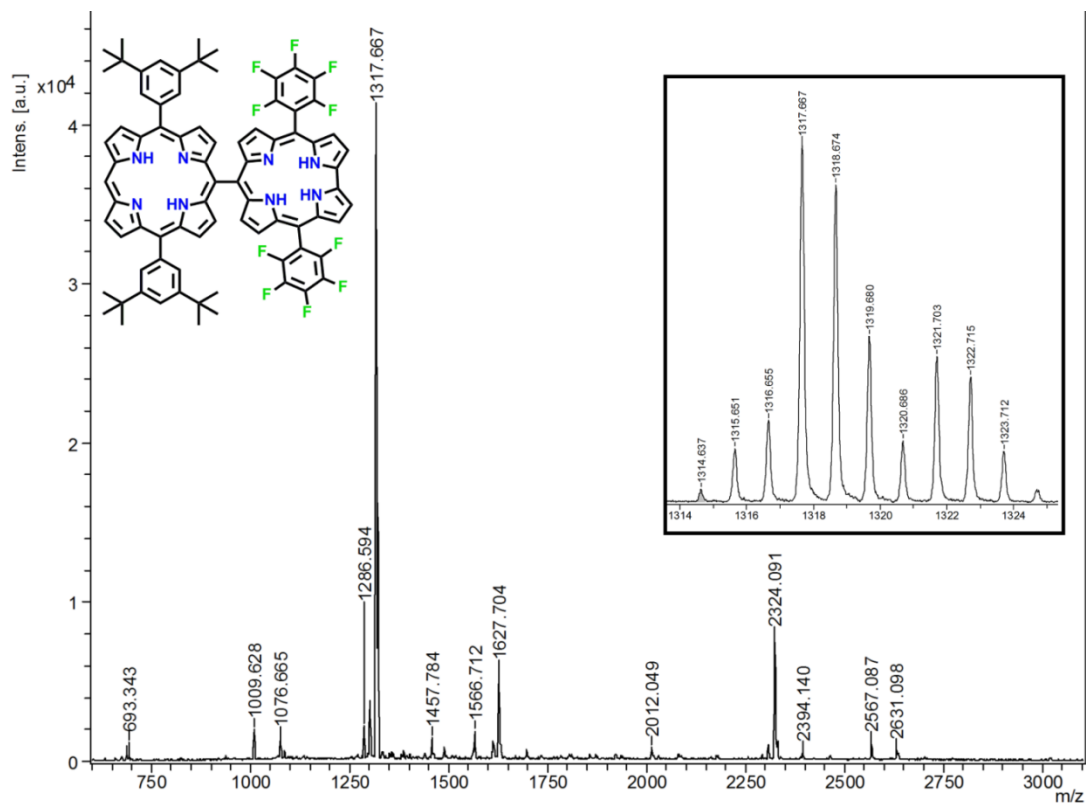 Intens. [a.u.]
x10⁴
4
3
2
1
0
F
F
F
F
F
NH
N
N
HN
N
HN
NH
HN
F
F
F
F
F
693.343
1009.628
1076.665
1286.594
1317.667
1457.784
1566.712
1627.704
2012.049
2324.091
2394.140
2567.087
2631.098
750
1000
1250
1500
1750
2000
2250
2500
2750
3000
m/z
1314.637
1315.651
1316.655
1317.667
1318.674
1319.680
1320.686
1321.703
1322.715
1323.712
1314
1316
1318
1320
1322
1324